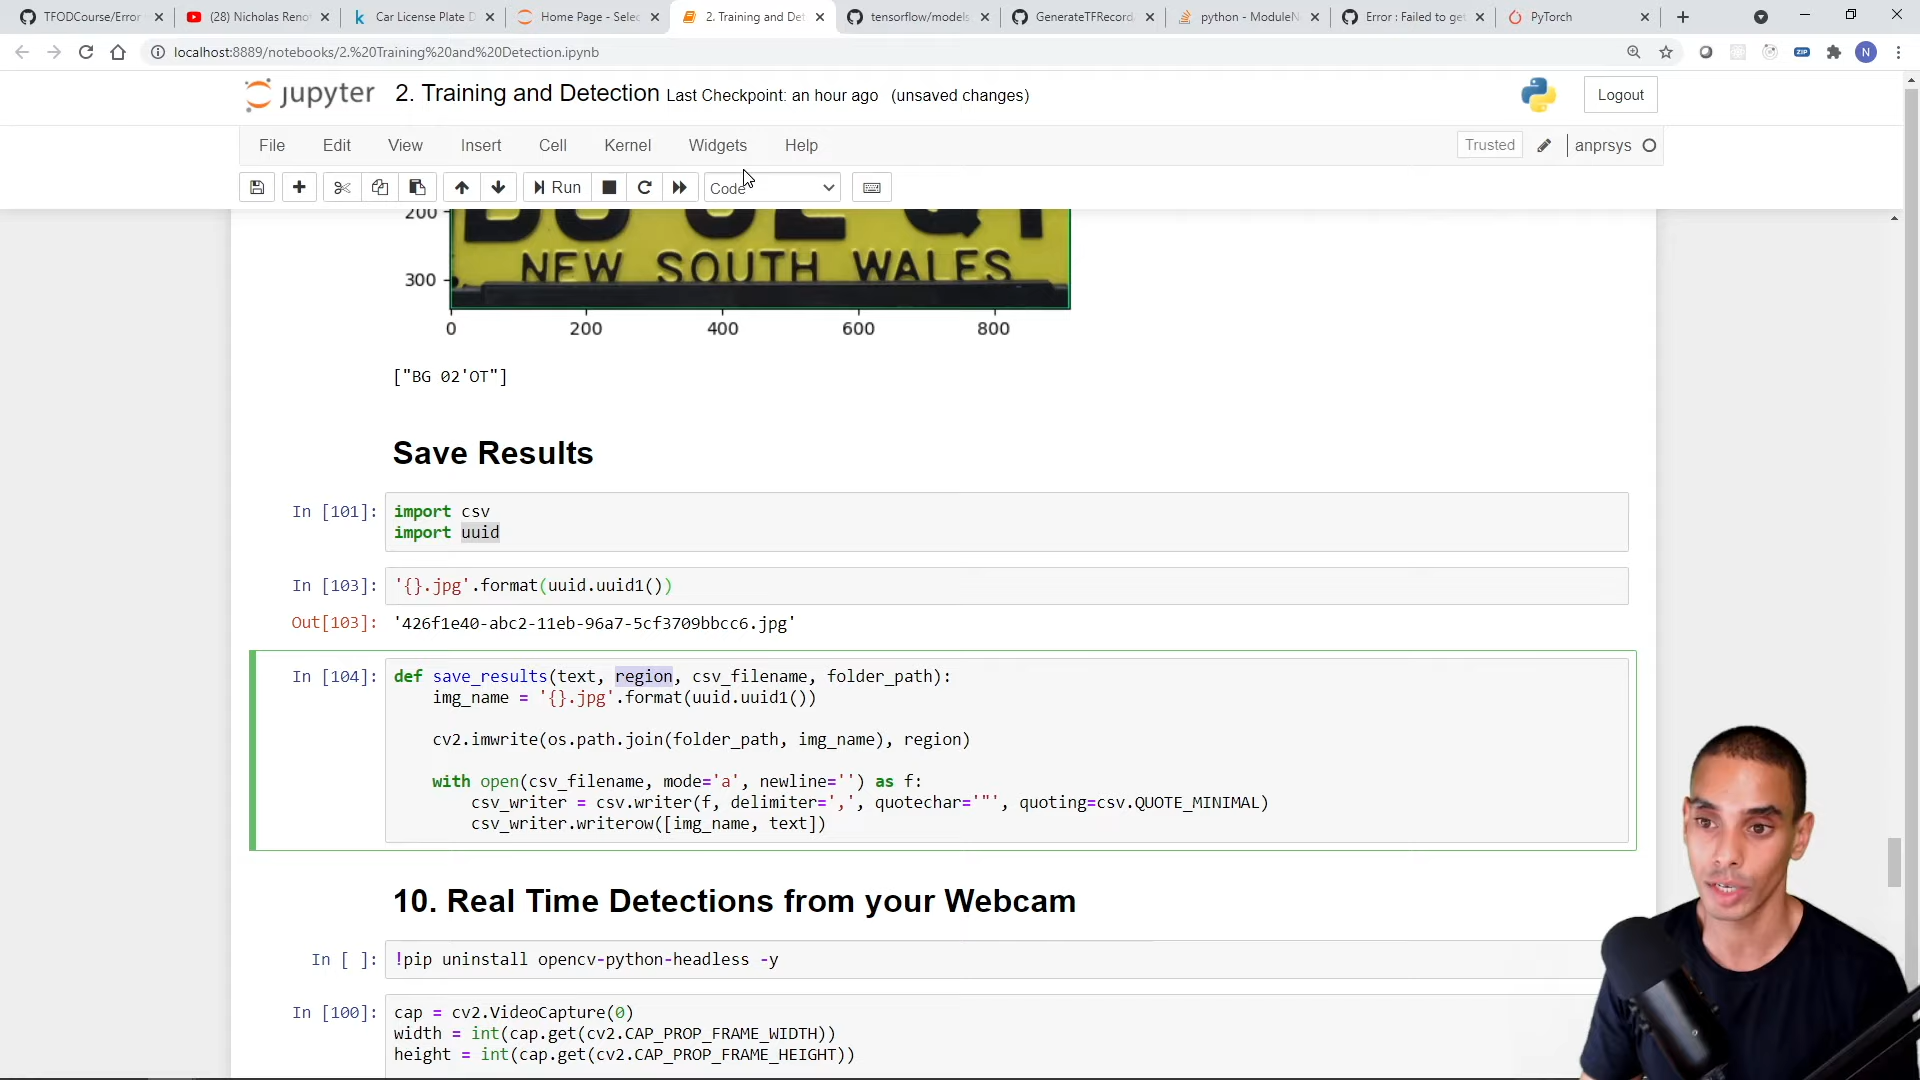 TFODCourse/Error
(28) Nicholas Reno
Car License Plate D
Home Page - Selec
2. Training and Det
tensorflow/models
GenerateTFRecord
python - ModuleN
Error : Failed to get
PyTorch
localhost:8889/notebooks/2.%20Training%20and%20Detection.ipynb
ZIP
N
jupyter 2. Training and Detection Last Checkpoint: an hour ago (unsaved changes)
Logout
File Edit View Insert Cell Kernel Widgets Help
Trusted
anprsys
Run
Code
200
NEW SOUTH WALES
300
0 200 400 600 800
["BG 02'OT"]
Save Results
In [101]: import csv
import uuid
In [103]: '{}.jpg'.format(uuid.uuid1())
Out[103]: '426f1e40-abc2-11eb-96a7-5cf3709bbcc6.jpg'
In [104]: def save_results(text, region, csv_filename, folder_path):
img_name = '{}.jpg'.format(uuid.uuid1())
cv2.imwrite(os.path.join(folder_path, img_name), region)
with open(csv_filename, mode='a', newline='') as f:
csv_writer = csv.writer(f, delimiter=',', quotechar='"', quoting=csv.QUOTE_MINIMAL)
csv_writer.writerow([img_name, text])
10. Real Time Detections from your Webcam
In [ ]: !pip uninstall opencv-python-headless -y
In [100]: cap = cv2.VideoCapture(0)
width = int(cap.get(cv2.CAP_PROP_FRAME_WIDTH))
height = int(cap.get(cv2.CAP_PROP_FRAME_HEIGHT))